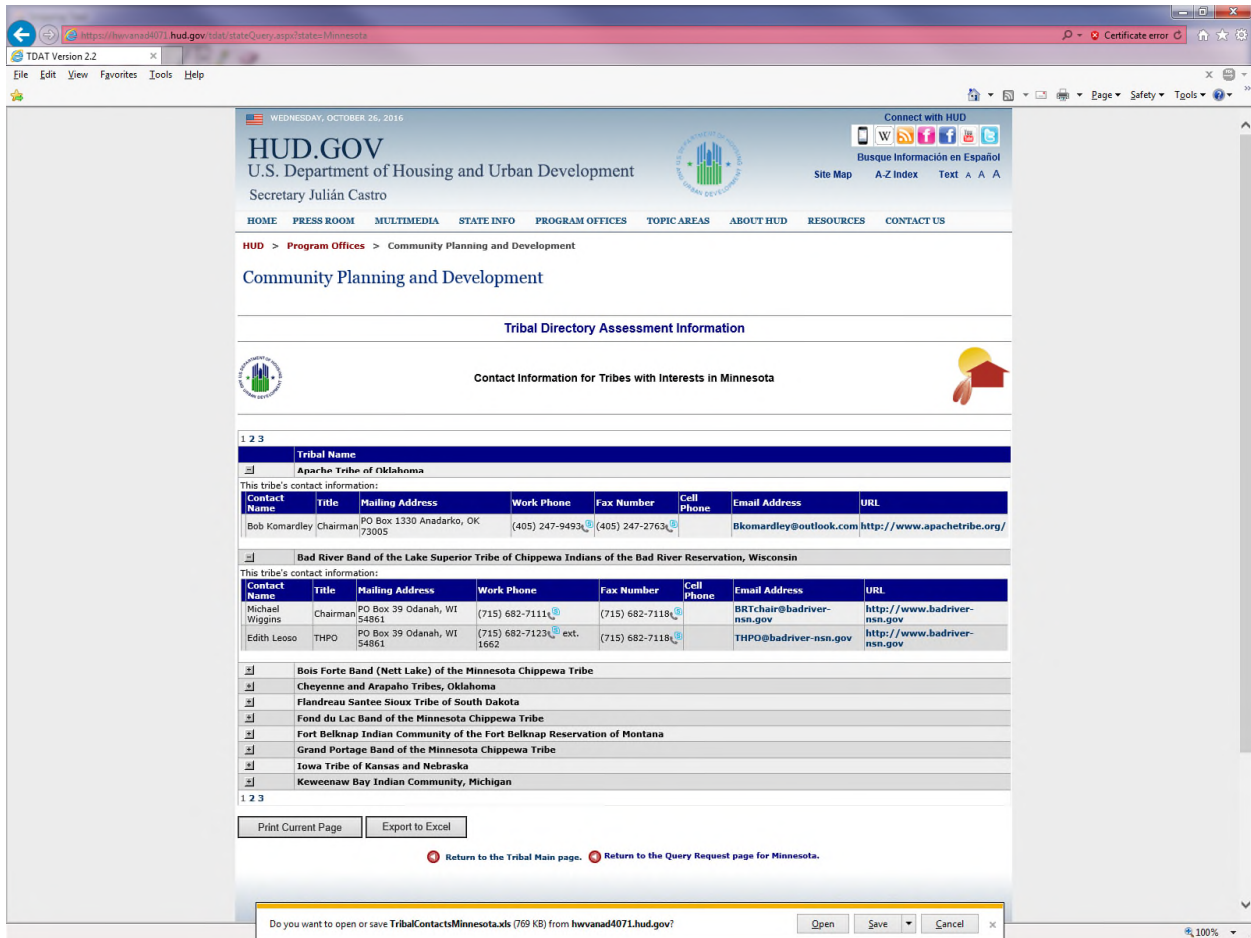 https://hwvanad4071.hud.gov/tdat/stateQuery.aspx?state=Minnesota
Certificate error
TDAT Version 2.2
File Edit View Favorites Tools Help
Page Safety Tools
WEDNESDAY, OCTOBER 26, 2016
Connect with HUD
HUD.GOV
U.S. Department of Housing and Urban Development
Secretary Julián Castro
Busque Información en Español
Site Map A-Z Index Text A A A
HOME PRESS ROOM MULTIMEDIA STATE INFO PROGRAM OFFICES TOPIC AREAS ABOUT HUD RESOURCES CONTACT US
HUD > Program Offices > Community Planning and Development
Community Planning and Development
Tribal Directory Assessment Information
Contact Information for Tribes with Interests in Minnesota
1 2 3
Tribal Name
Apache Tribe of Oklahoma
This tribe's contact information:
Contact Name Title Mailing Address Work Phone Fax Number Cell Phone Email Address URL
Bob Komardley Chairman PO Box 1330 Anadarko, OK 73005 (405) 247-9493 (405) 247-2763 Bkomardley@outlook.com http://www.apachetribe.org/
Bad River Band of the Lake Superior Tribe of Chippewa Indians of the Bad River Reservation, Wisconsin
This tribe's contact information:
Contact Name Title Mailing Address Work Phone Fax Number Cell Phone Email Address URL
Michael Wiggins Chairman PO Box 39 Odanah, WI 54861 (715) 682-7111 (715) 682-7118 BRTchair@badriver-nsn.gov http://www.badriver-nsn.gov
Edith Leoso THPO PO Box 39 Odanah, WI 54861 (715) 682-7123 ext. 1662 (715) 682-7118 THPO@badriver-nsn.gov http://www.badriver-nsn.gov
Bois Forte Band (Nett Lake) of the Minnesota Chippewa Tribe
Cheyenne and Arapaho Tribes, Oklahoma
Flandreau Santee Sioux Tribe of South Dakota
Fond du Lac Band of the Minnesota Chippewa Tribe
Fort Belknap Indian Community of the Fort Belknap Reservation of Montana
Grand Portage Band of the Minnesota Chippewa Tribe
Iowa Tribe of Kansas and Nebraska
Keweenaw Bay Indian Community, Michigan
1 2 3
Print Current Page Export to Excel
Return to the Tribal Main page. Return to the Query Request page for Minnesota.
Do you want to open or save TribalContactsMinnesota.xls (769 KB) from hwvanad4071.hud.gov?
Open Save Cancel
100%